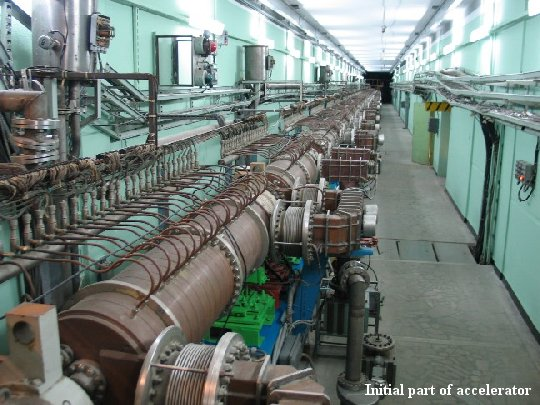 Initial part of accelerator